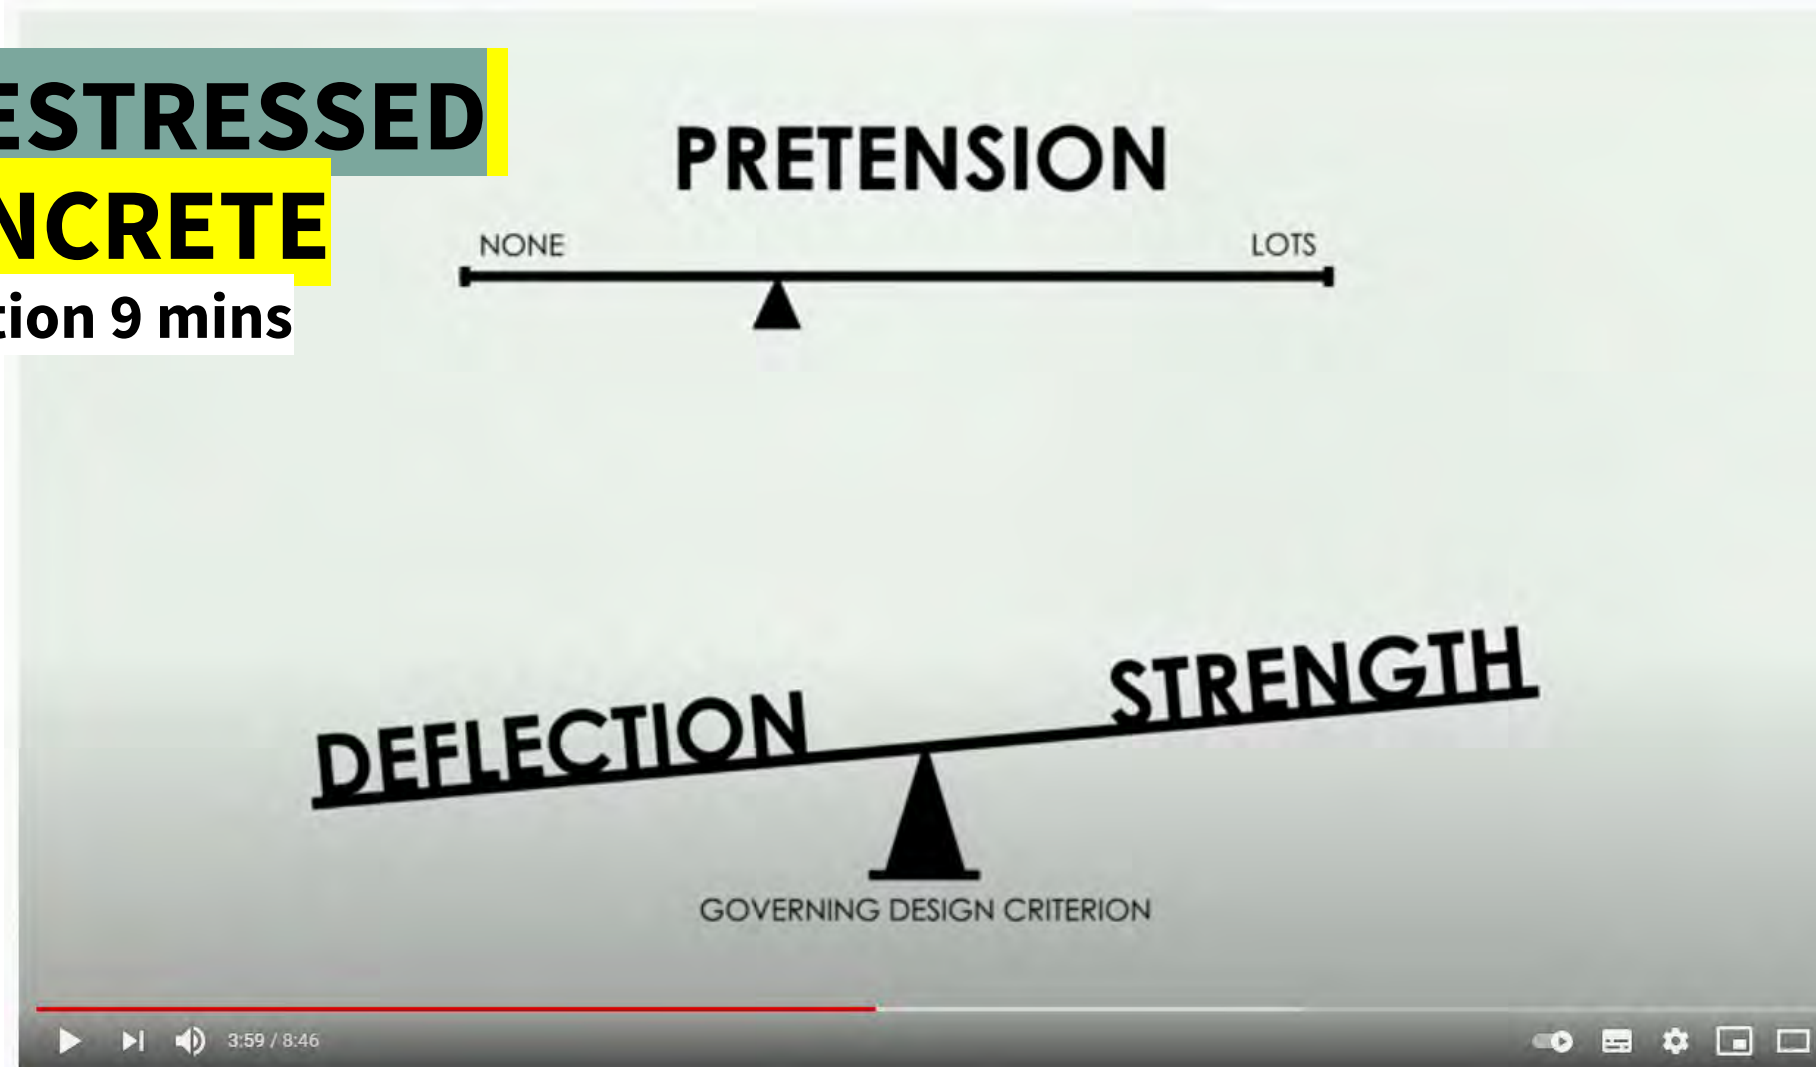 ESTRESSED
NCRETE
tion 9 mins
PRETENSION
NONE
LOTS
DEFLECTION
STRENGTH
GOVERNING DESIGN CRITERION
3:59 / 8:46